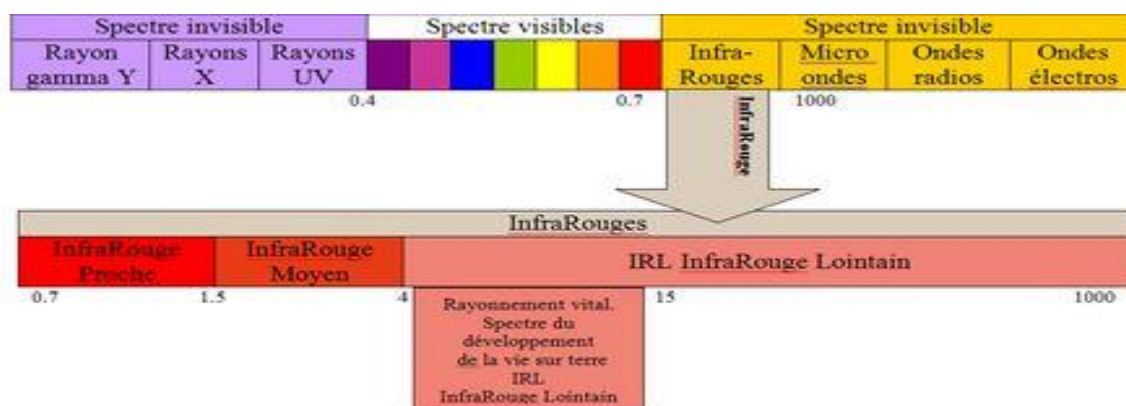 Spectre invisible Spectre visibles Spectre invisible
Rayon gamma Y Rayons X Rayons UV Infra-Rouges Micro ondes Ondes radios Ondes électros
0.4 0.7 1000
InfraRouge
InfraRouges
InfraRouge Proche InfraRouge Moyen IRL InfraRouge Lointain
0.7 1.5 4 15 1000
Rayonnement vital.
Spectre du
développement
de la vie sur terre
IRL
InfraRouge Lointain